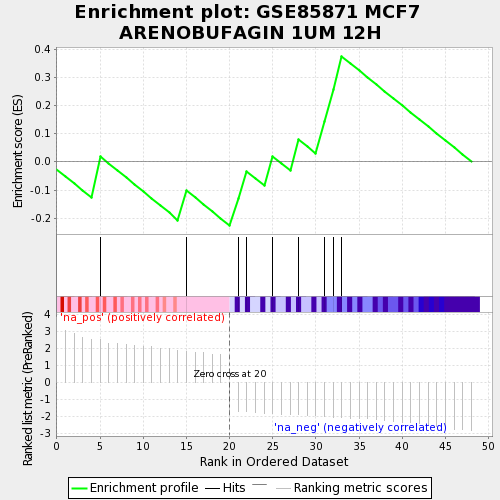 Enrichment plot: GSE85871 MCF7
ARENOBUFAGIN 1UM 12H
Enrichment score (ES)
0.4
0.3
0.2
0.1
0.0
-0.1
-0.2
'na_pos' (positively correlated)
Ranked list metric (PreRanked)
4
3
2
1
0
-1
-2
-3
Zero cross at 20
'na_neg' (negatively correlated)
0 5 10 15 20 25 30 35 40 45 50
Rank in Ordered Dataset
Enrichment profile Hits Ranking metric scores